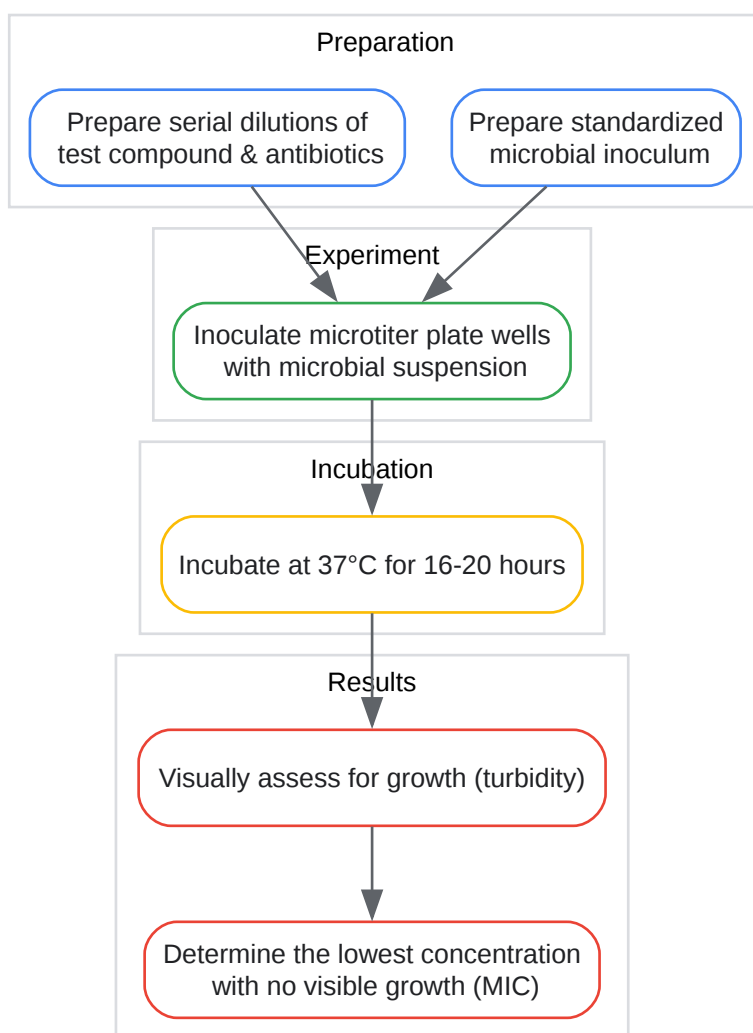 Preparation
Prepare serial dilutions of
test compound & antibiotics
Prepare standardized
microbial inoculum
Experiment
Inoculate microtiter plate wells
with microbial suspension
Incubation
Incubate at 37°C for 16-20 hours
Results
Visually assess for growth (turbidity)
Determine the lowest concentration
with no visible growth (MIC)